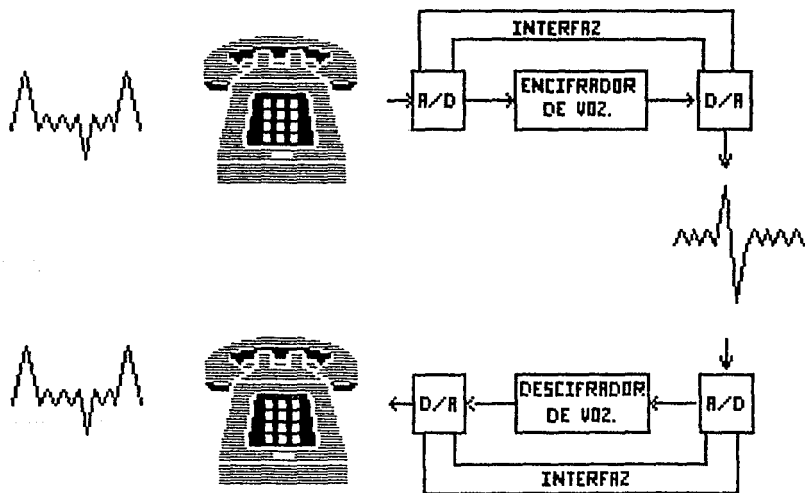 INTERFAZ
A/D
ENCIFRADOR
DE VOZ.
D/A
D/A
DESCIFRADOR
DE VOZ.
A/D
INTERFAZ